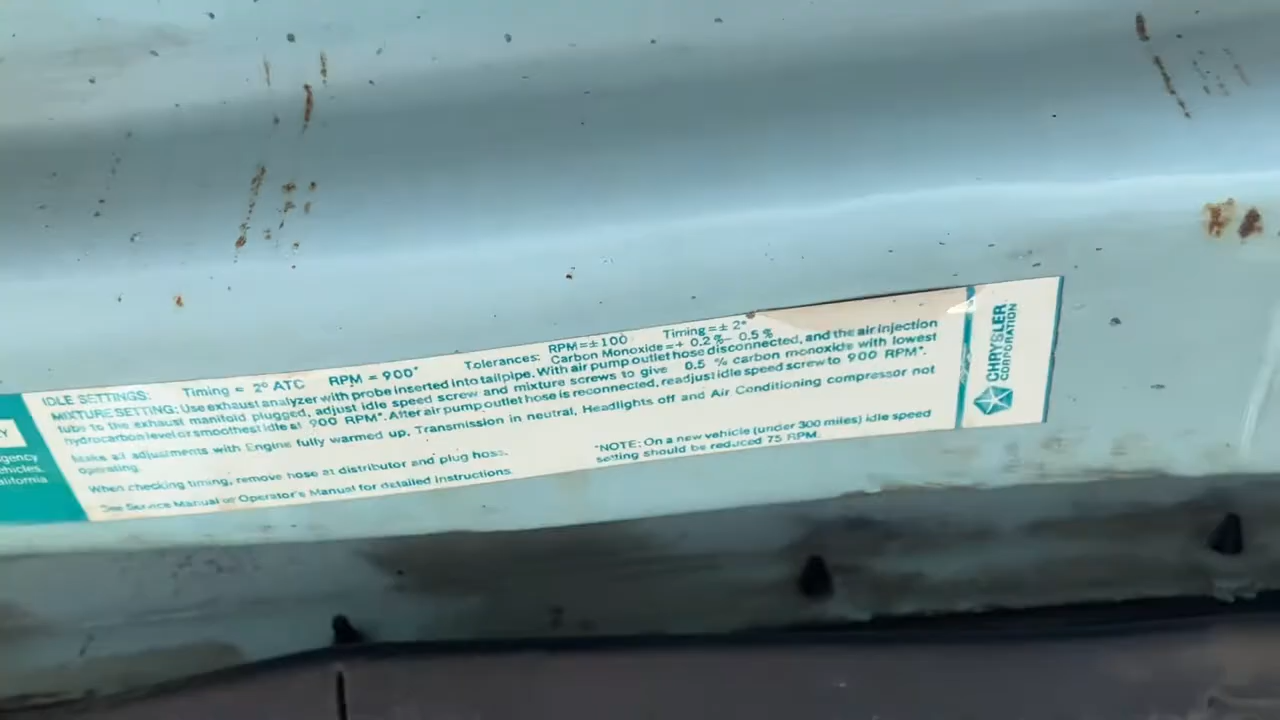 Y
gency
ehicles.
alifornia
IDLE SETTINGS: Timing = 2° ATC RPM = 900* Tolerances: RPM=±100 Timing=± 2°
Carbon Monoxide=+ 0.2%- 0.5%
MIXTURE SETTING: Use exhaust analyzer with probe inserted into tailpipe. With air pump outlet hose disconnected, and the air injection
tube to the exhaust manifold plugged, adjust idle speed screw and mixture screws to give 0.5 % carbon monoxide with lowest
hydrocarbon level or smoothest idle at 900 RPM*. After air pump outlet hose is reconnected, readjust idle speed screw to 900 RPM*.
Make all adjustments with Engine fully warmed up, Transmission in neutral, Headlights off and Air Conditioning compressor not
operating.
When checking timing, remove hose at distributor and plug hose.
See Service Manual or Operator's Manual for detailed Instructions.
*NOTE: On a new vehicle (under 300 miles) idle speed
setting should be reduced 75 RPM.
CHRYSLER
CORPORATION